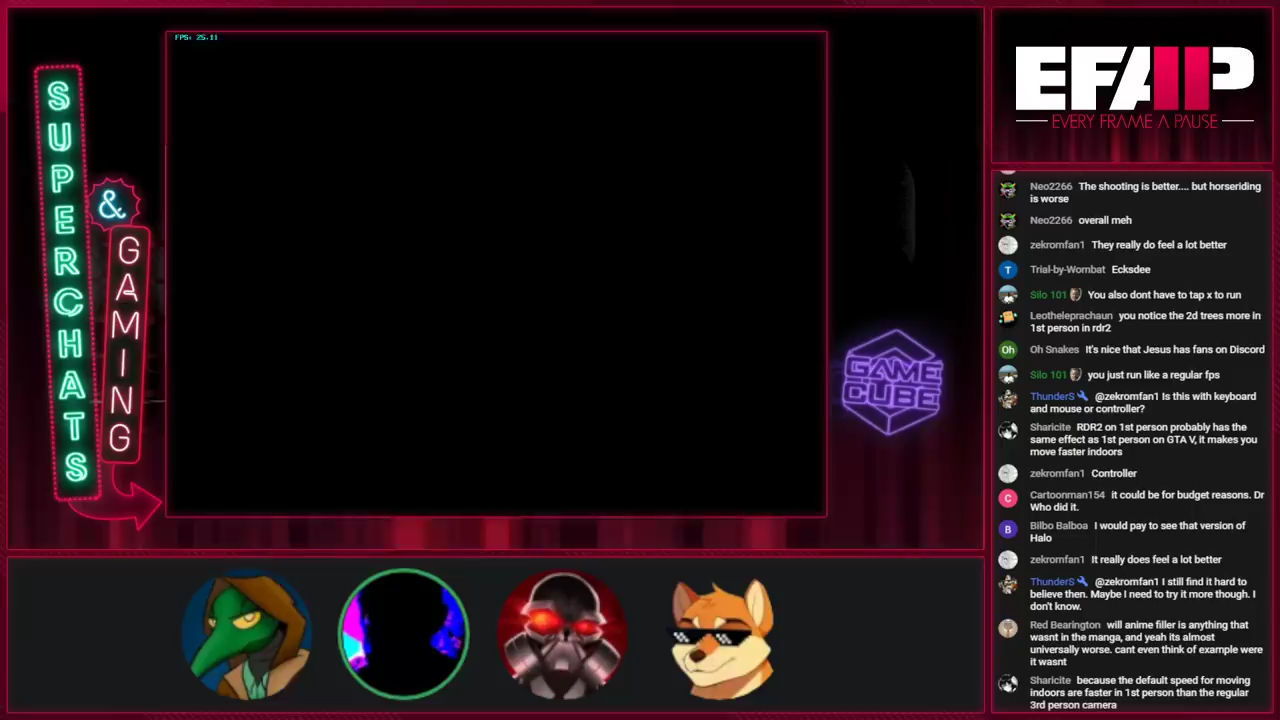 FPS: 25.11
SUPERCHATS
&
GAMING
GAME
CUBE
EFAP
EVERY FRAME A PAUSE
Neo2266 The shooting is better.... but horseriding
is worse
Neo2266 overall meh
zekromfan1 They really do feel a lot better
T Trial-by-Wombat Ecksdee
Silo 101 You also dont have to tap x to run
Leotheleprachaun you notice the 2d trees more in
1st person in rdr2
Oh Oh Snakes It's nice that Jesus has fans on Discord
Silo 101 you just run like a regular fps
ThunderS @zekromfan1 Is this with keyboard
and mouse or controller?
Sharicite RDR2 on 1st person probably has the
same effect as 1st person on GTA V, it makes you
move faster indoors
zekromfan1 Controller
C Cartoonman154 it could be for budget reasons. Dr
Who did it.
B Bilbo Balboa I would pay to see that version of
Halo
zekromfan1 It really does feel a lot better
ThunderS @zekromfan1 I still find it hard to
believe then. Maybe I need to try it more though. I
don't know.
Red Bearington will anime filler is anything that
wasnt in the manga, and yeah its almost
universally worse. cant even think of example were
it wasnt
Sharicite because the default speed for moving
indoors are faster in 1st person than the regular
3rd person camera